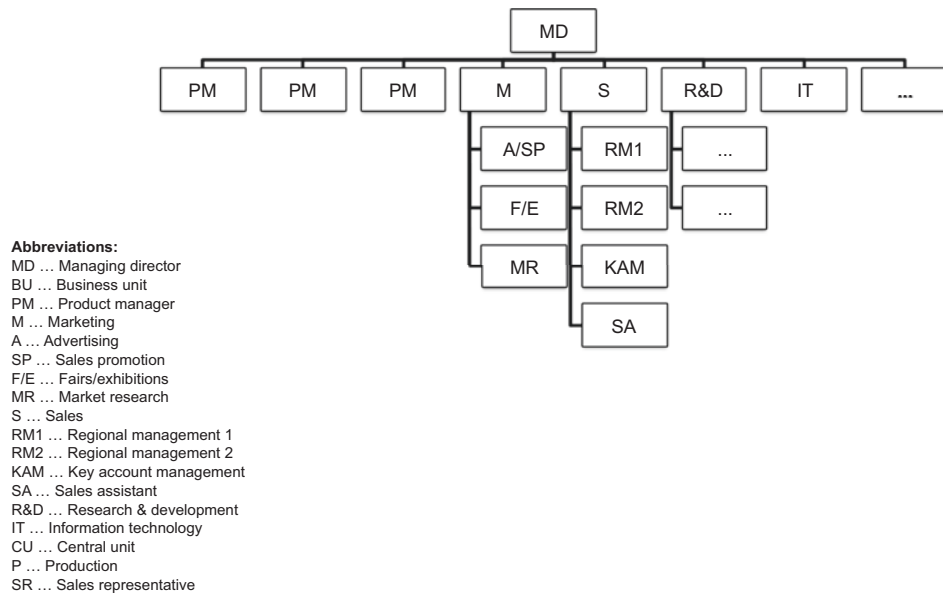 MD
PM PM PM M S R&D IT ...
A/SP RM1 ...
F/E RM2 ...
MR KAM
SA
Abbreviations:
MD … Managing director
BU … Business unit
PM … Product manager
M … Marketing
A … Advertising
SP … Sales promotion
F/E … Fairs/exhibitions
MR … Market research
S … Sales
RM1 … Regional management 1
RM2 … Regional management 2
KAM … Key account management
SA … Sales assistant
R&D … Research & development
IT … Information technology
CU … Central unit
P … Production
SR … Sales representative